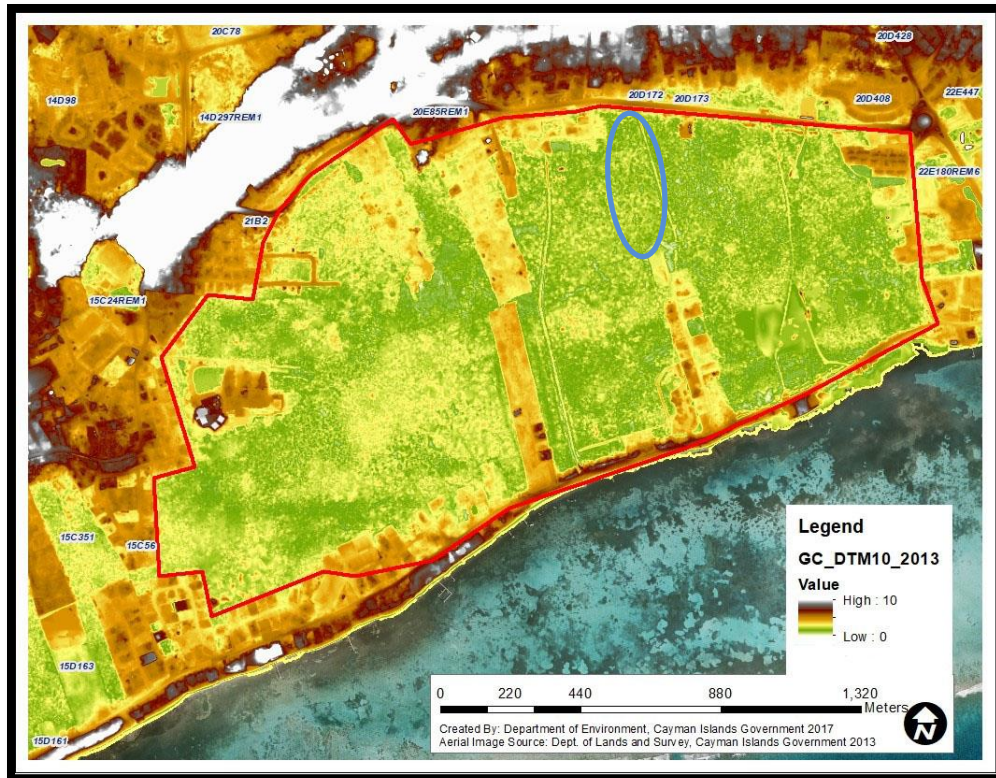 20C78
20D428
14D98
20E85REM1
20D172
20D173
20D408
22E447
14D297REM1
22E180REM6
21B2
15C24REM1
15C351
15C56
15D163
15D161
Legend
GC_DTM10_2013
Value
High : 10
Low : 0
0 220 440 880 1,320
Meters
N
Created By: Department of Environment, Cayman Islands Government 2017
Aerial Image Source: Dept. of Lands and Survey, Cayman Islands Government 2013